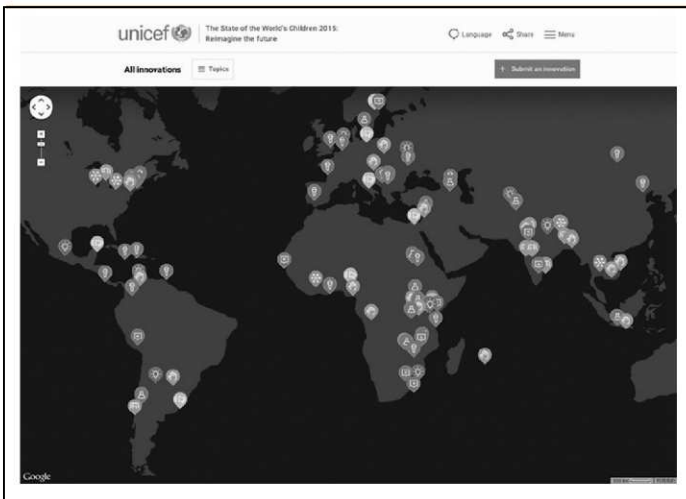 unicef
The State of the World's Children 2015:
Reimagine the future
Language
Share
Menu
All innovations
Topics
+ Submit an innovation
Google